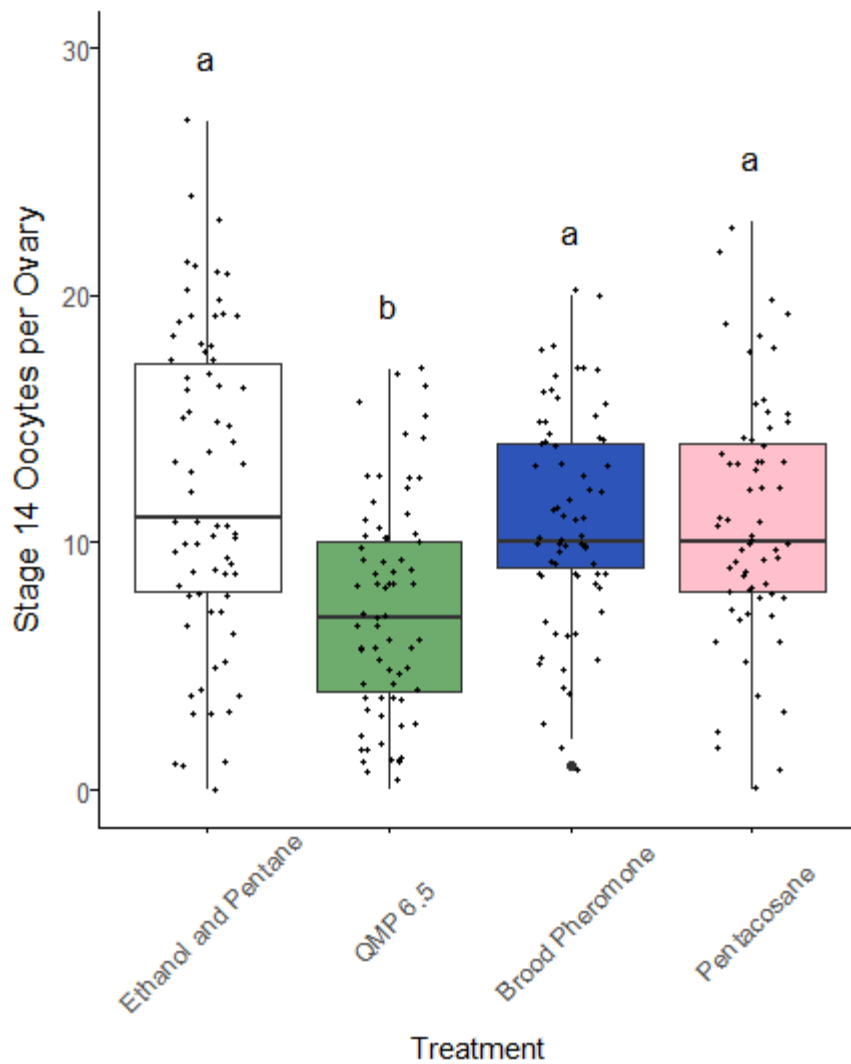 Stage 14 Oocytes per Ovary
30
20
10
0
a
b
a
a
Ethanol and Pentane
QMP 6.5
Brood Pheromone
Pentacosane
Treatment